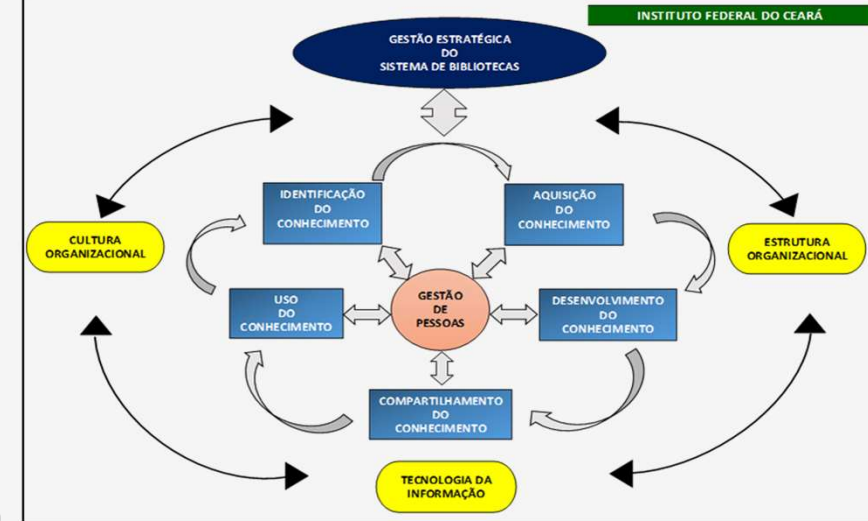 INSTITUTO FEDERAL DO CEARÁ
GESTÃO ESTRATÉGICA
DO
SISTEMA DE BIBLIOTECAS
IDENTIFICAÇÃO
DO
CONHECIMENTO
AQUISIÇÃO
DO
CONHECIMENTO
CULTURA
ORGANIZACIONAL
ESTRUTURA
ORGANIZACIONAL
GESTÃO
DE
PESSOAS
USO
DO
CONHECIMENTO
DESENVOLVIMENTO
DO
CONHECIMENTO
COMPARTILHAMENTO
DO
CONHECIMENTO
TECNOLOGIA DA
INFORMAÇÃO